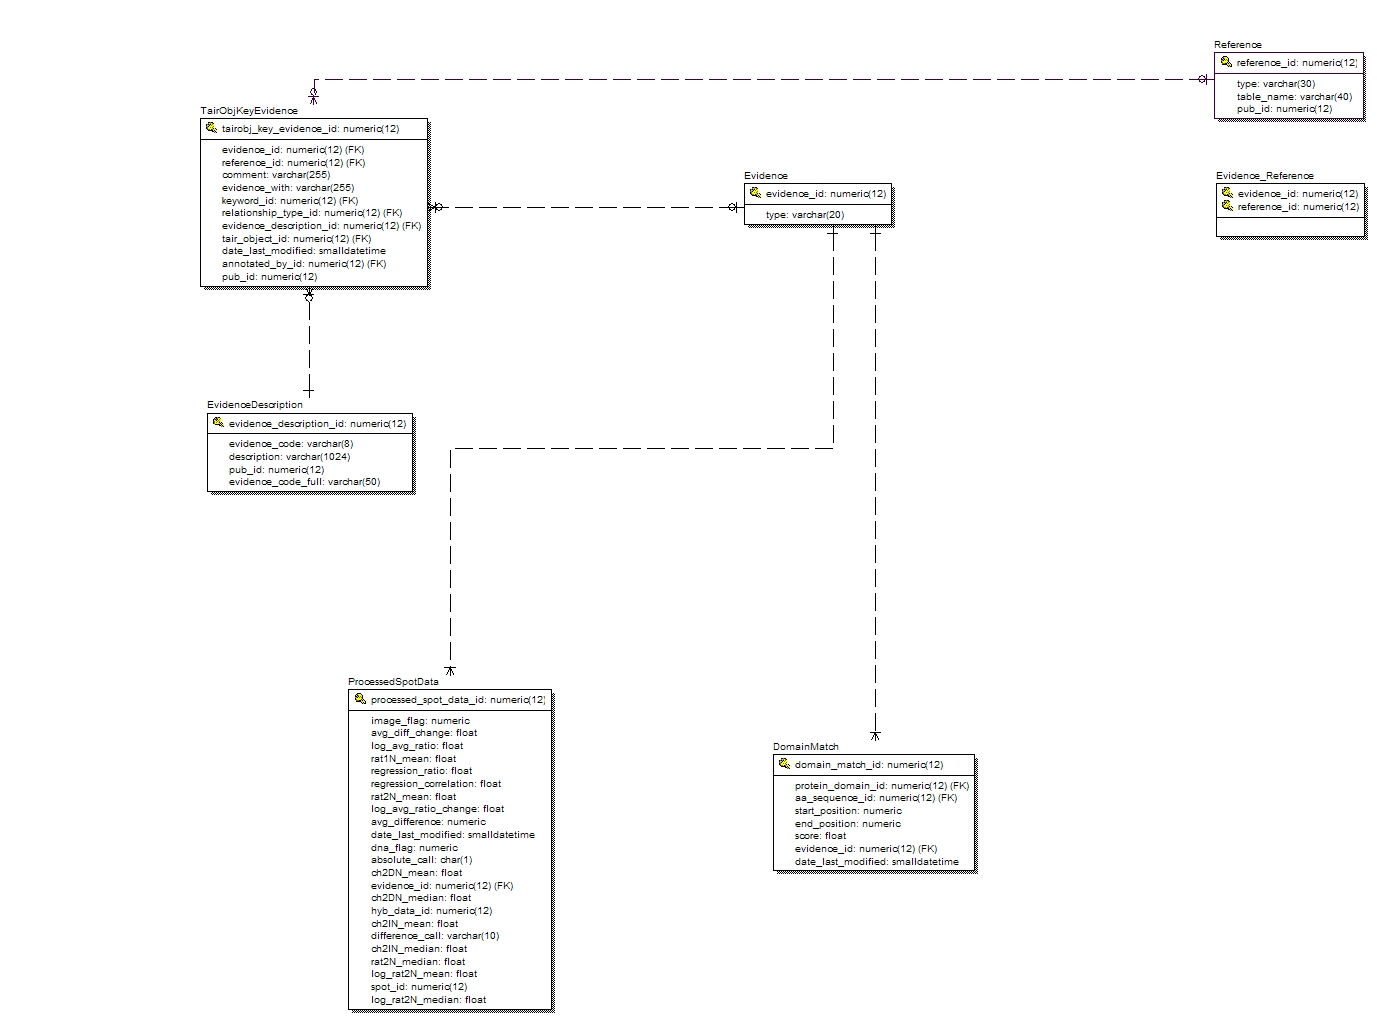 Reference
reference_id: numeric(12)
type: varchar(30)
table_name: varchar(40)
pub_id: numeric(12)
TairObjKeyEvidence
tairobj_key_evidence_id: numeric(12)
evidence_id: numeric(12) (FK)
reference_id: numeric(12) (FK)
comment: varchar(255)
evidence_with: varchar(255)
keyword_id: numeric(12) (FK)
relationship_type_id: numeric(12) (FK)
evidence_description_id: numeric(12) (FK)
tair_object_id: numeric(12) (FK)
date_last_modified: smalldatetime
annotated_by_id: numeric(12) (FK)
pub_id: numeric(12)
Evidence
evidence_id: numeric(12)
type: varchar(20)
Evidence_Reference
evidence_id: numeric(12)
reference_id: numeric(12)
EvidenceDescription
evidence_description_id: numeric(12)
evidence_code: varchar(8)
description: varchar(1024)
pub_id: numeric(12)
evidence_code_full: varchar(50)
ProcessedSpotData
processed_spot_data_id: numeric(12)
image_flag: numeric
avg_diff_change: float
log_avg_ratio: float
rat1N_mean: float
regression_ratio: float
regression_correlation: float
rat2N_mean: float
log_avg_ratio_change: float
avg_difference: numeric
date_last_modified: smalldatetime
dna_flag: numeric
absolute_call: char(1)
ch2DN_mean: float
evidence_id: numeric(12) (FK)
ch2DN_median: float
hyb_data_id: numeric(12)
ch2IN_mean: float
difference_call: varchar(10)
ch2IN_median: float
rat2N_median: float
log_rat2N_mean: float
spot_id: numeric(12)
log_rat2N_median: float
DomainMatch
domain_match_id: numeric(12)
protein_domain_id: numeric(12) (FK)
aa_sequence_id: numeric(12) (FK)
start_position: numeric
end_position: numeric
score: float
evidence_id: numeric(12) (FK)
date_last_modified: smalldatetime